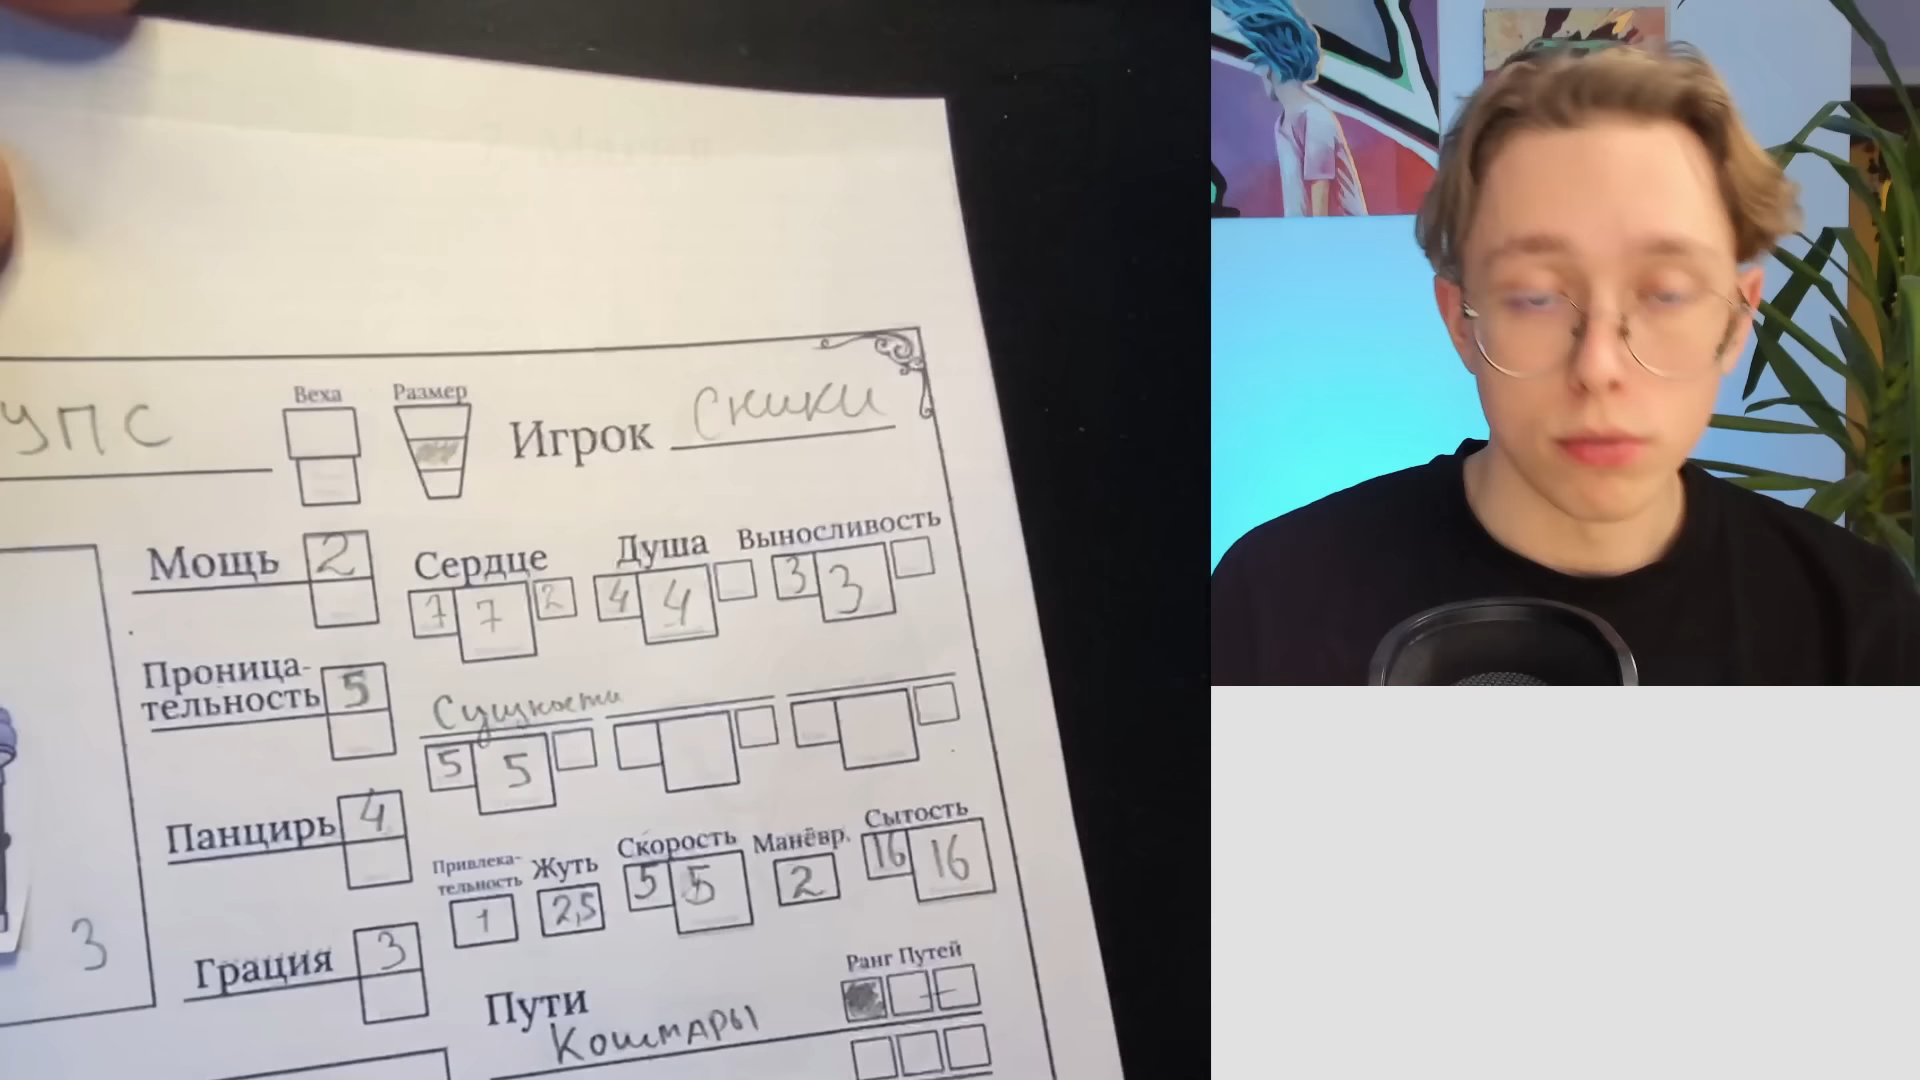 УПС Веха Размер Игрок Скики
Мощь 2 Сердце 7 7 2 Душа 4 4 Выносливость 3 3
Проница-
тельность 5 Сущности 5 5
Панцирь 4 Привлека-
тельность 1 Жуть 2,5 Скорость 5 5 Манёвр. 2 Сытость 16 16
3 Грация 3 Пути Ранг Путей
Кошмары